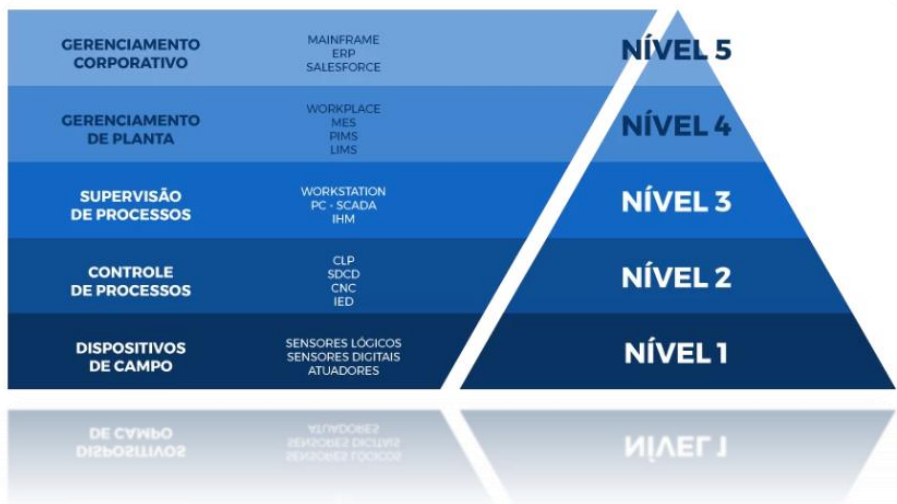 GERENCIAMENTO
CORPORATIVO
MAINFRAME
ERP
SALESFORCE
NÍVEL 5
GERENCIAMENTO
DE PLANTA
WORKPLACE
MES
PIMS
LIMS
NÍVEL 4
SUPERVISÃO
DE PROCESSOS
WORKSTATION
PC - SCADA
IHM
NÍVEL 3
CONTROLE
DE PROCESSOS
CLP
SDCD
CNC
IED
NÍVEL 2
DISPOSITIVOS
DE CAMPO
SENSORES LÓGICOS
SENSORES DIGITAIS
ATUADORES
NÍVEL 1